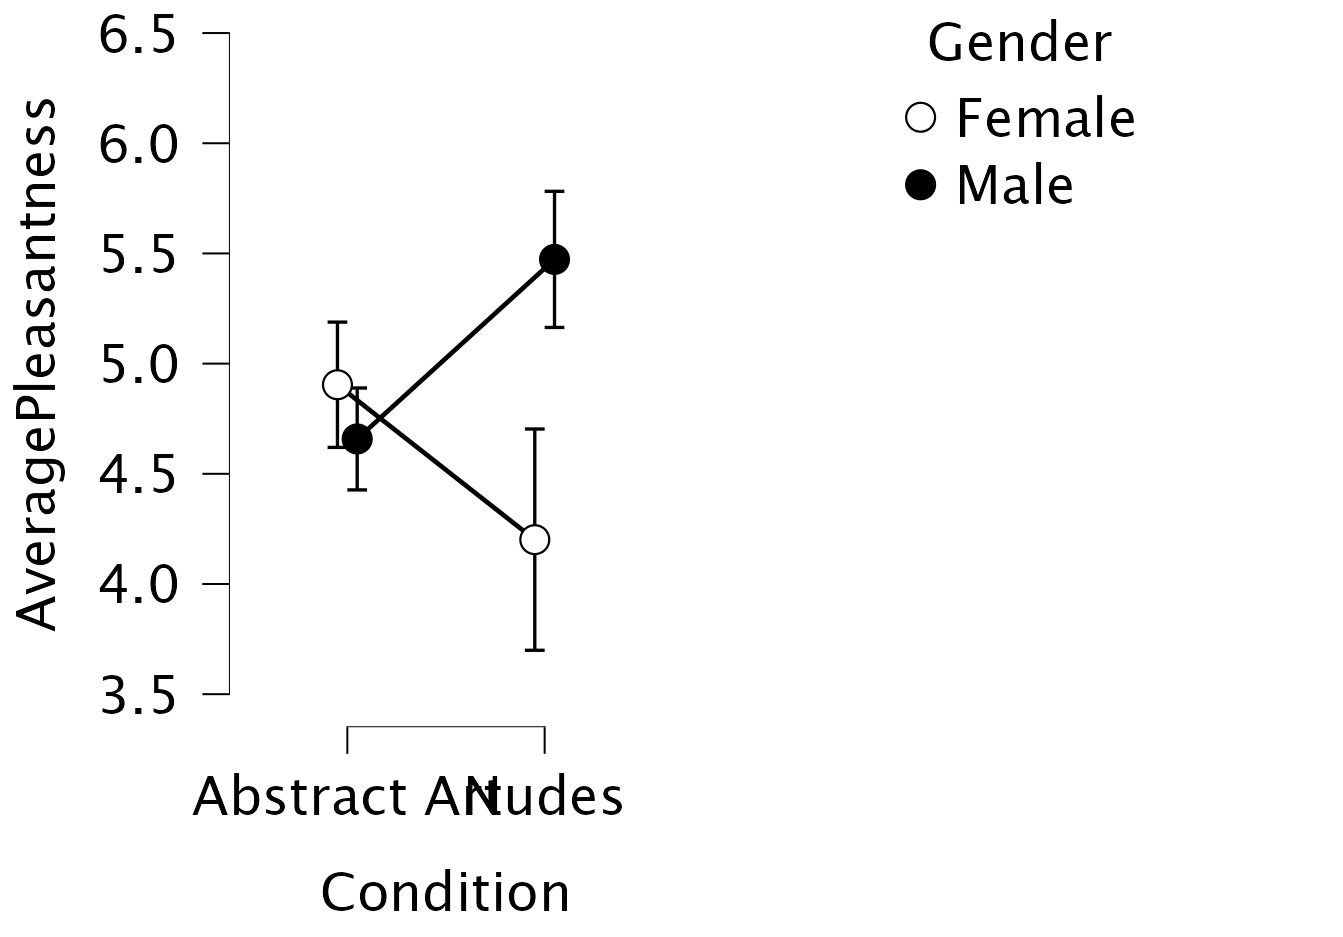 6.5
6.0
5.5
5.0
4.5
4.0
3.5
AveragePleasantness
Abstract Art Nudes
Condition
Gender
Female
Male